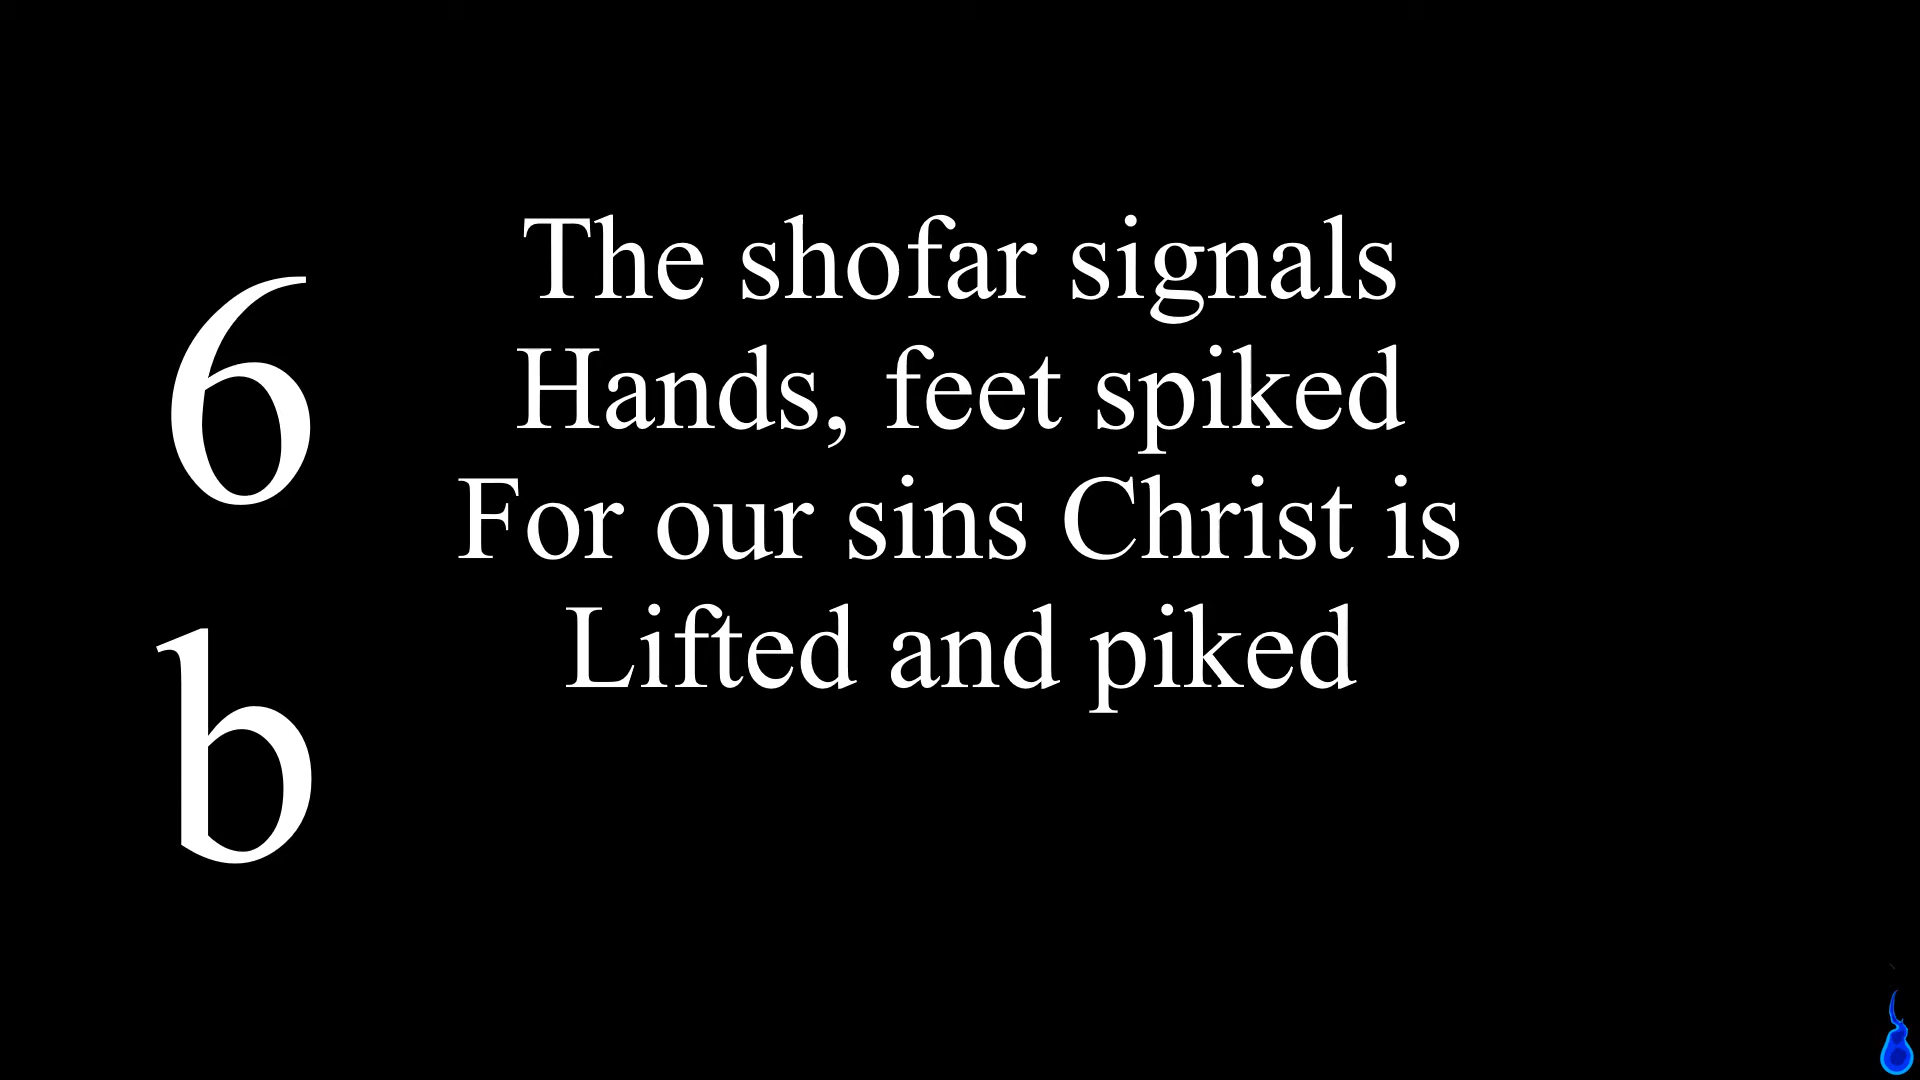 6
b
The shofar signals
Hands, feet spiked
For our sins Christ is
Lifted and piked